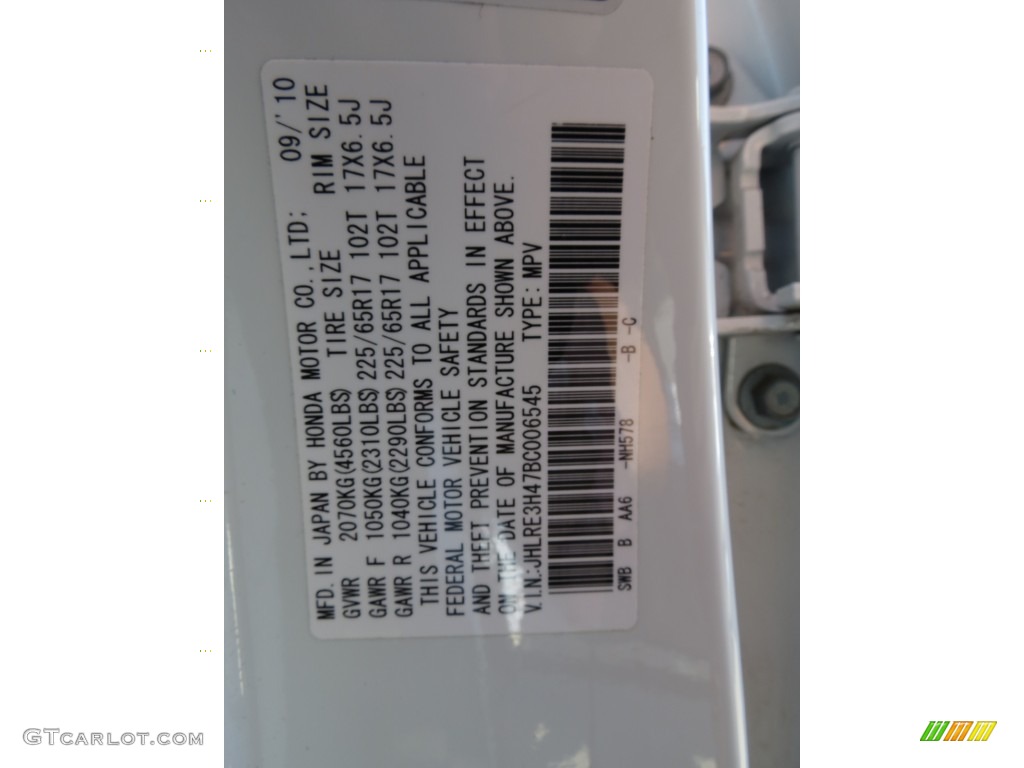 MFD. IN JAPAN BY HONDA MOTOR CO.,LTD; 09/'10
GVWR 2070KG(4560LBS) TIRE SIZE RIM SIZE
GAWR F 1050KG(2310LBS) 225/65R17 102T 17X6.5J
GAWR R 1040KG(2290LBS) 225/65R17 102T 17X6.5J
THIS VEHICLE CONFORMS TO ALL APPLICABLE
FEDERAL MOTOR VEHICLE SAFETY
AND THEFT PREVENTION STANDARDS IN EFFECT
ON THE DATE OF MANUFACTURE SHOWN ABOVE.
V.I.N:JHLRE3H47BC006545 TYPE:MPV
SWB B AA6 -NH578 -B -C
GTCARLOT.COM